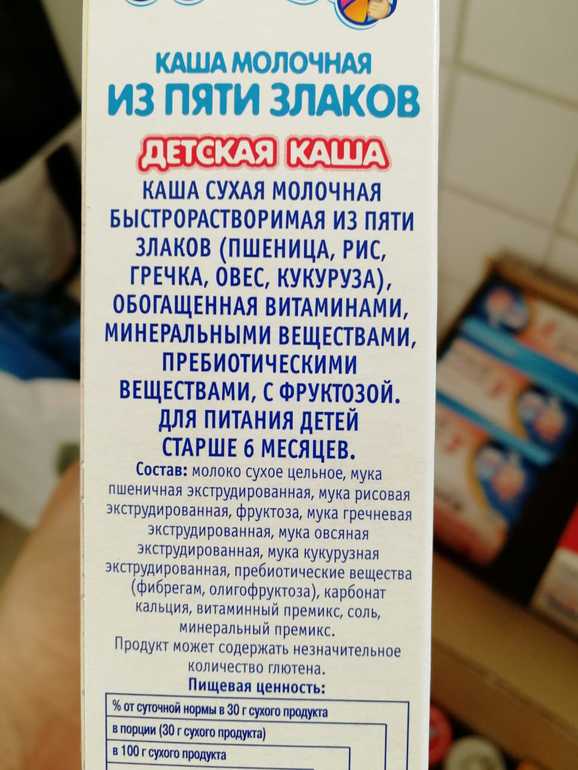 КАША МОЛОЧНАЯ
ИЗ ПЯТИ ЗЛАКОВ
ДЕТСКАЯ КАША
КАША СУХАЯ МОЛОЧНАЯ
БЫСТРОРАСТВОРИМАЯ ИЗ ПЯТИ
ЗЛАКОВ (ПШЕНИЦА, РИС,
ГРЕЧКА, ОВЕС, КУКУРУЗА),
ОБОГАЩЕННАЯ ВИТАМИНАМИ,
МИНЕРАЛЬНЫМИ ВЕЩЕСТВАМИ,
ПРЕБИОТИЧЕСКИМИ
ВЕЩЕСТВАМИ, С ФРУКТОЗОЙ.
ДЛЯ ПИТАНИЯ ДЕТЕЙ
СТАРШЕ 6 МЕСЯЦЕВ.
Состав: молоко сухое цельное, мука
пшеничная экструдированная, мука рисовая
экструдированная, фруктоза, мука гречневая
экструдированная, мука овсяная
экструдированная, мука кукурузная
экструдированная, пребиотические вещества
(фибрегам, олигофруктоза), карбонат
кальция, витаминный премикс, соль,
минеральный премикс.
Продукт может содержать незначительное
количество глютена.
Пищевая ценность:
% от суточной нормы в 30 г сухого продукта
в порции (30 г сухого продукта)
в 100 г сухого продукта